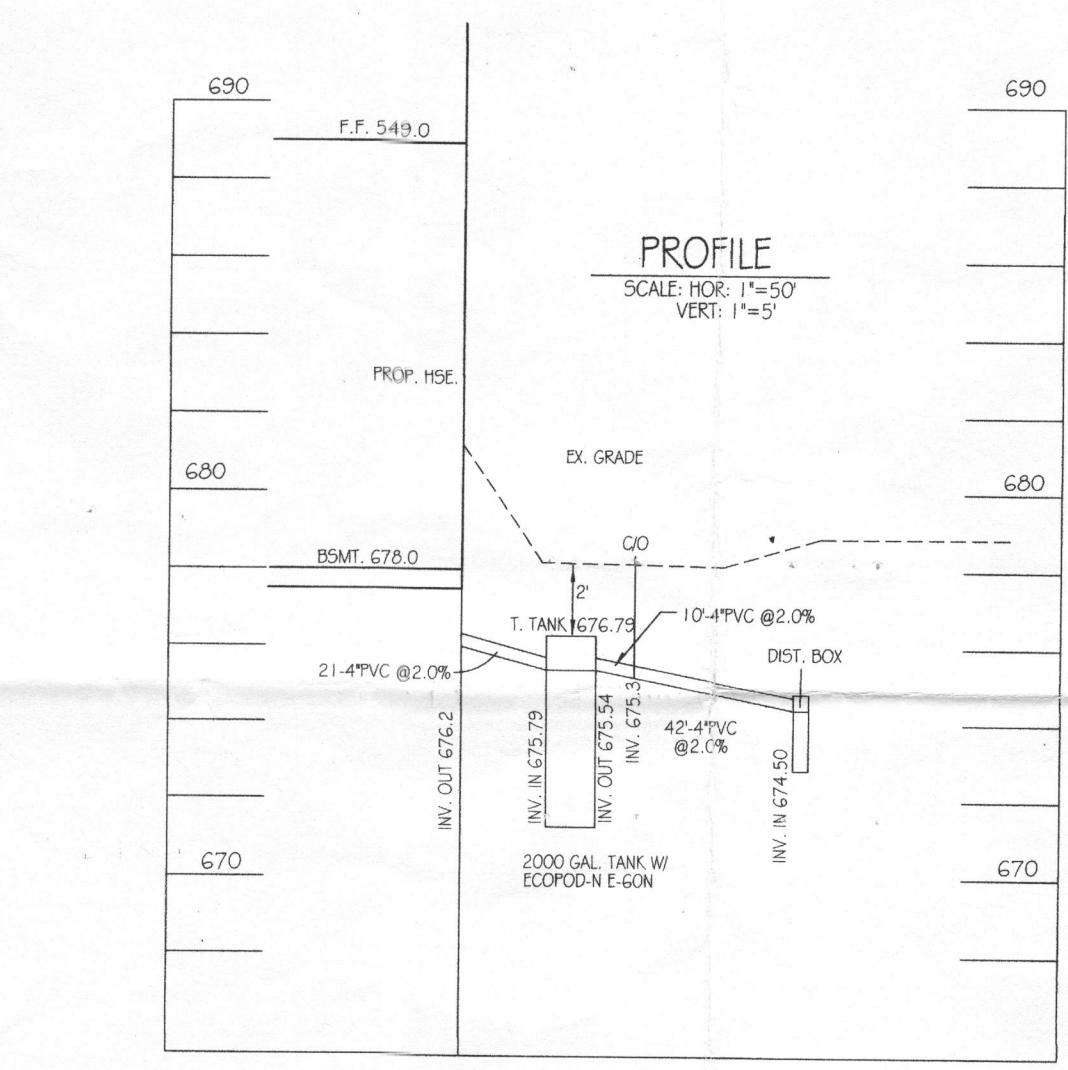 690
690
F.F. 549.0
PROFILE
SCALE: HOR: 1"=50'
VERT: 1"=5'
PROP. HSE.
EX. GRADE
680
680
C/O
BSMT. 678.0
2'
T. TANK 676.79
10'-4"PVC @2.0%
DIST. BOX
21-4"PVC @2.0%
INV. OUT 676.2
INV. IN 675.79
INV. OUT 675.54
INV. 675.3
42'-4"PVC
@2.0%
INV. IN 674.50
670
670
2000 GAL. TANK W/
ECOPOD-N E-60N